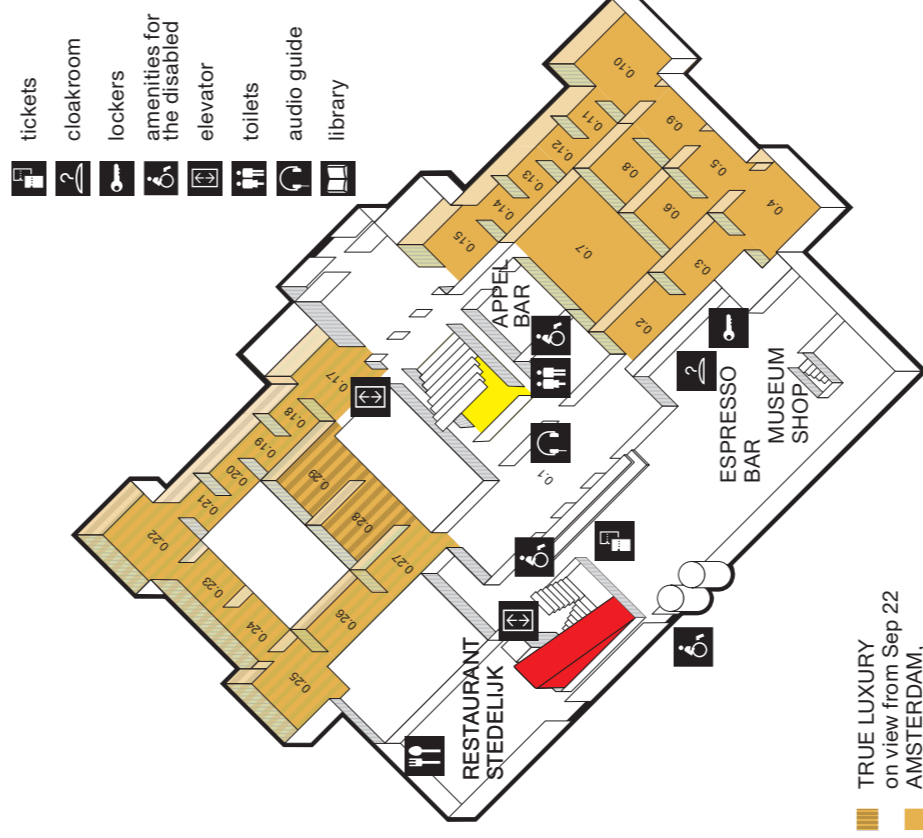 tickets
cloakroom
lockers
amenities for
the disabled
elevator
toilets
audio guide
library
0.10
0.11
0.12
0.13
0.14
0.15
0.9
0.8
0.5
0.6
0.4
0.7
0.3
0.2
APPEL
BAR
0.17
0.18
0.19
0.20
0.21
0.22
0.29
0.28
0.23
0.27
0.24
0.26
0.25
0.1
ESPRESSO
BAR
MUSEUM
SHOP
RESTAURANT
STEDELIJK
TRUE LUXURY
on view from Sep 22
AMSTERDAM,